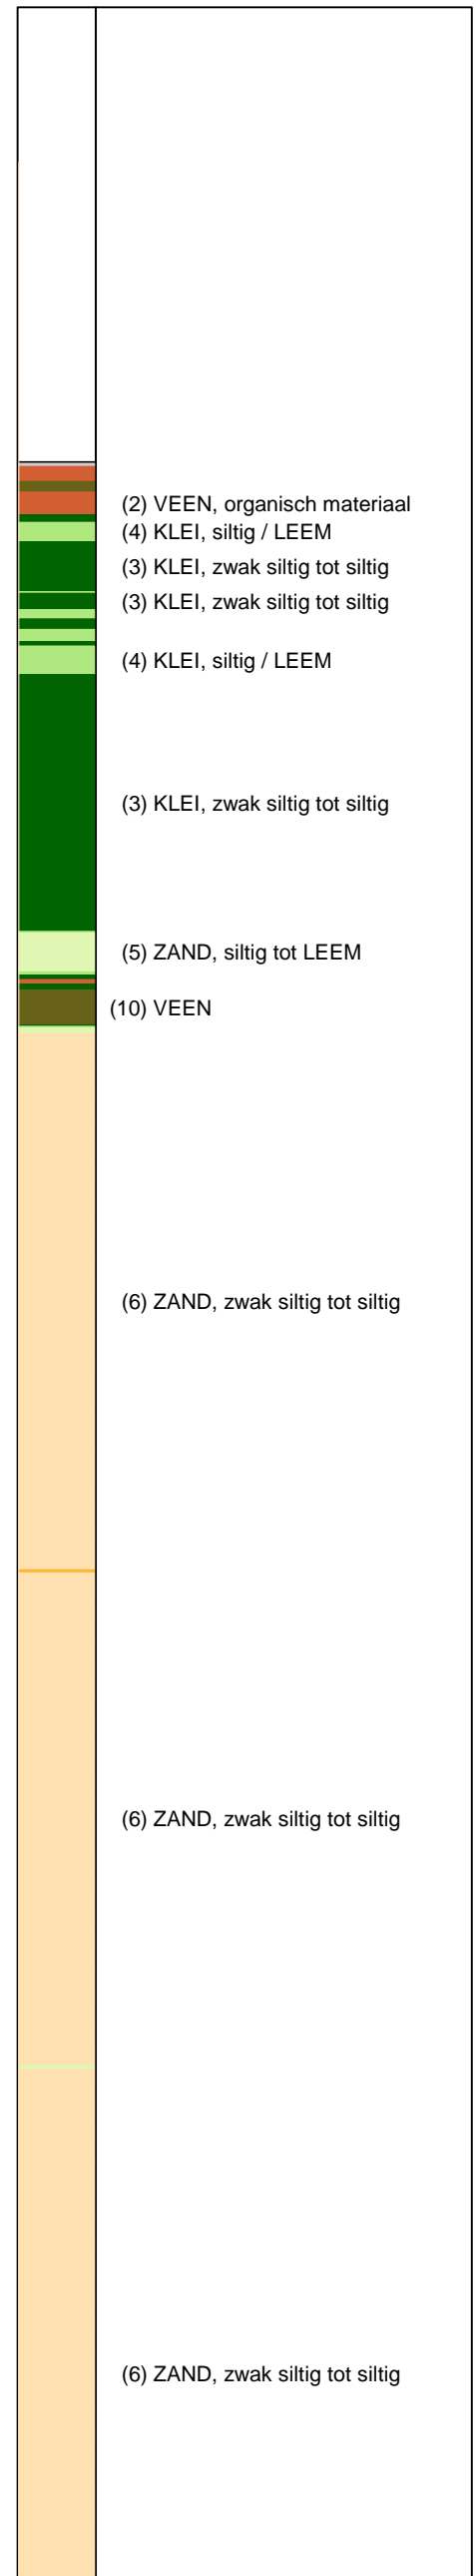 (2) VEEN, organisch materiaal
(4) KLEI, siltig / LEEM
(3) KLEI, zwak siltig tot siltig
(3) KLEI, zwak siltig tot siltig
(4) KLEI, siltig / LEEM
(3) KLEI, zwak siltig tot siltig
(5) ZAND, siltig tot LEEM
(10) VEEN
(6) ZAND, zwak siltig tot siltig
(6) ZAND, zwak siltig tot siltig
(6) ZAND, zwak siltig tot siltig